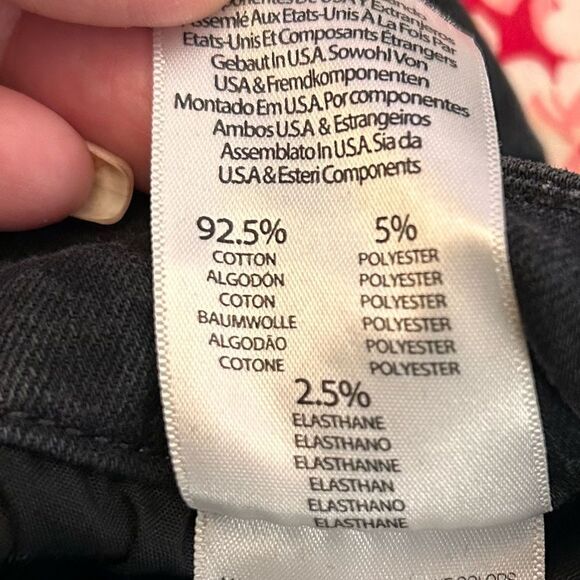 Assemlé Aux Etats-Unis À La Fois Par
Etats-Unis Et Composants Étrangers
Gebaut In U.S.A. Sowohl Von
USA & Fremdkomponenten
Montado Em U.S.A. Por componentes
Ambos U.S.A & Estrangeiros
Assemblato In U.S.A. Sia da
U.S.A & Esteri Components
92.5%
COTTON
ALGODÓN
COTON
BAUMWOLLE
ALGODÃO
COTONE
5%
POLYESTER
POLYESTER
POLYESTER
POLYESTER
POLYESTER
POLYESTER
2.5%
ELASTHANE
ELASTHANO
ELASTHANNE
ELASTHAN
ELASTHANO
ELASTHANE